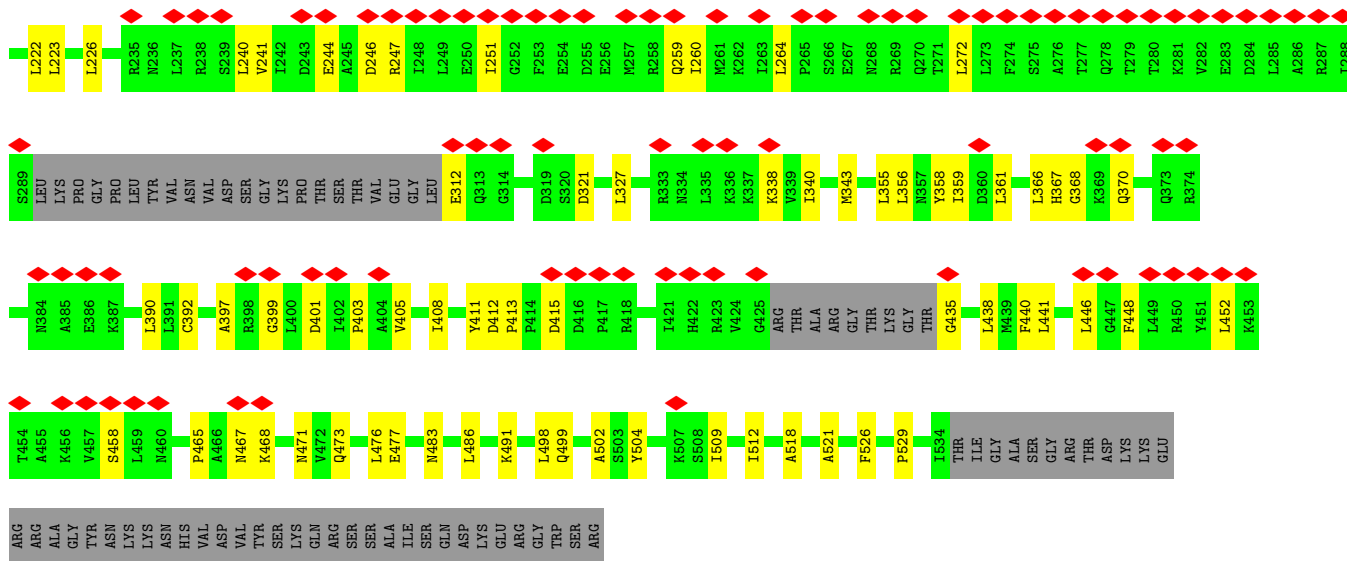 L222 L223 L226 R235 N236 L237 R238 S239 L240 V241 I242 D243 E244 A245 D246 R247 I248 L249 E250 I251 G252 F253 E254 D255 E256 M257 R258 Q259 I260 M261 K262 I263 L264 P265 S266 E267 N268 R269 Q270 T271 L272 L273 F274 S275 A276 T277 Q278 T279 T280 K281 V282 E283 D284 L285 A286 R287 I288
S289 LEU LYS PRO GLY PRO LEU TYR VAL ASN VAL ASP SER GLY LYS PRO THR SER THR VAL GLU GLY LEU E312 Q313 G314 D319 S320 D321 L327 R333 N334 L335 K336 K337 K338 V339 I340 M343 L355 L356 N357 Y358 I359 D360 L361 L366 H367 G368 K369 Q370 Q373 R374
N384 A385 E386 K387 L390 L391 C392 A397 R398 G399 L400 D401 I402 P403 A404 V405 I408 Y411 D412 P413 P414 D415 D416 P417 R418 I421 H422 R423 V424 G425 ARG THR ALA ARG GLY THR LYS GLY THR G435 L438 M439 F440 L441 L446 G447 F448 L449 R450 Y451 L452 K453
T454 A455 K456 V457 S458 L459 N460 P465 A466 N467 K468 N471 V472 Q473 L476 E477 N483 L486 K491 L498 Q499 A502 S503 Y504 K507 S508 I509 I512 A518 A521 F526 P529 I534 THR ILE GLY ALA SER GLY ARG THR ASP LYS LYS GLU
ARG ARG ALA GLY TYR ASN LYS LYS ASN HIS VAL ASP VAL TYR SER LYS GLN ARG SER SER ALA ILE SER GLN ASP LYS GLU ARG GLY TRP SER ARG